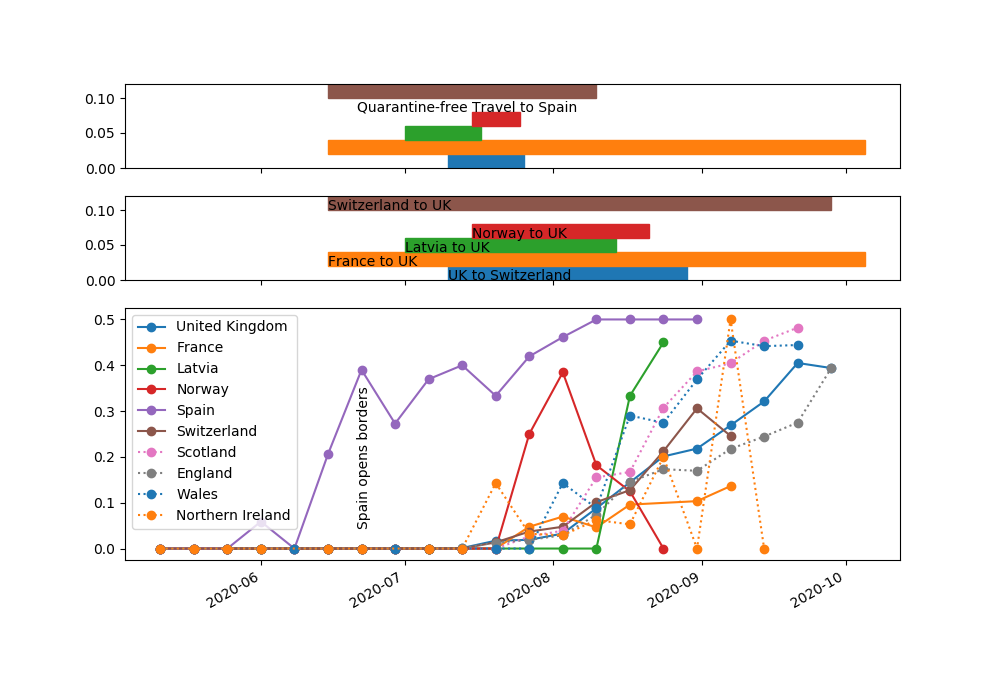 0.10
Quarantine-free Travel to Spain
0.05
0.00
Switzerland to UK
0.10
Norway to UK
Latvia to UK
0.05
France to UK
UK to Switzerland
0.00
0.5
0.4
0.3
0.2
0.1
0.0
United Kingdom
France
Latvia
Norway
Spain
Switzerland
Scotland
England
Wales
Northern Ireland
Spain opens borders
2020-06
2020-07
2020-08
2020-09
2020-10